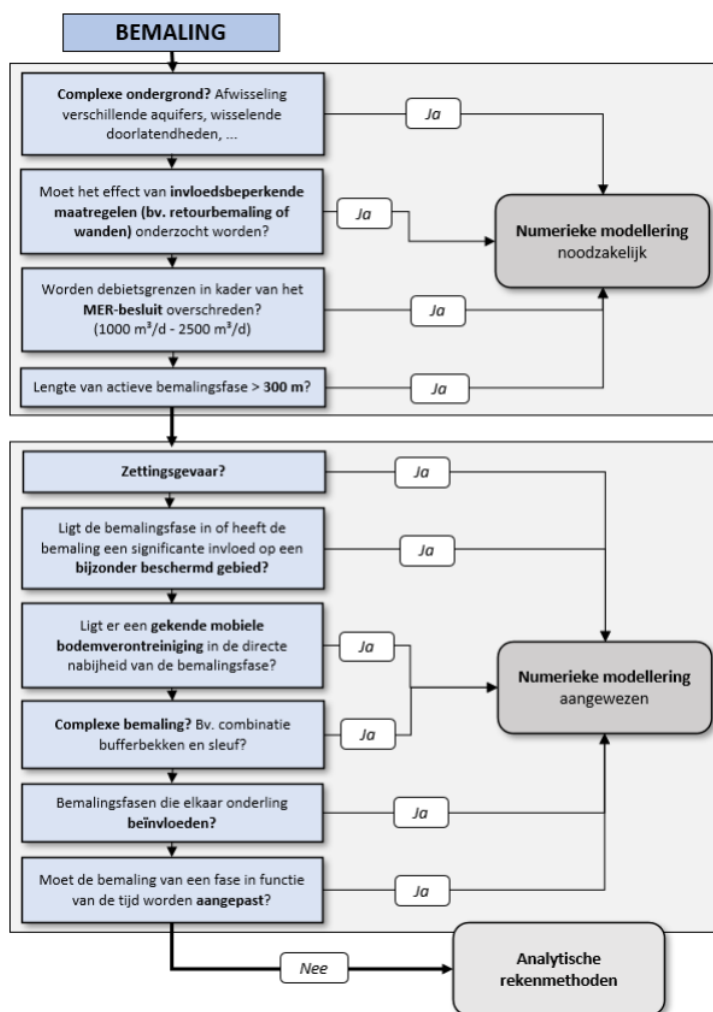 BEMALING
Complexe ondergrond? Afwisseling
verschillende aquifers, wisselende
doorlatendheden, ...
Ja
Moet het effect van invloedsbeperkende
maatregelen (bv. retourbemaling of
wanden) onderzocht worden?
Ja
Numerieke modellering
noodzakelijk
Worden debietsgrenzen in kader van het
MER-besluit overschreden?
(1000 m³/d - 2500 m³/d)
Ja
Lengte van actieve bemalingsfase > 300 m?
Ja
Zettingsgevaar?
Ja
Ligt de bemalingsfase in of heeft de
bemaling een significante invloed op een
bijzonder beschermd gebied?
Ja
Ligt er een gekende mobiele
bodemverontreiniging in de directe
nabijheid van de bemalingsfase?
Ja
Numerieke modellering
aangewezen
Complexe bemaling? Bv. combinatie
bufferbekken en sleuf?
Ja
Bemalingsfasen die elkaar onderling
beïnvloeden?
Ja
Moet de bemaling van een fase in functie
van de tijd worden aangepast?
Ja
Nee
Analytische
rekenmethoden